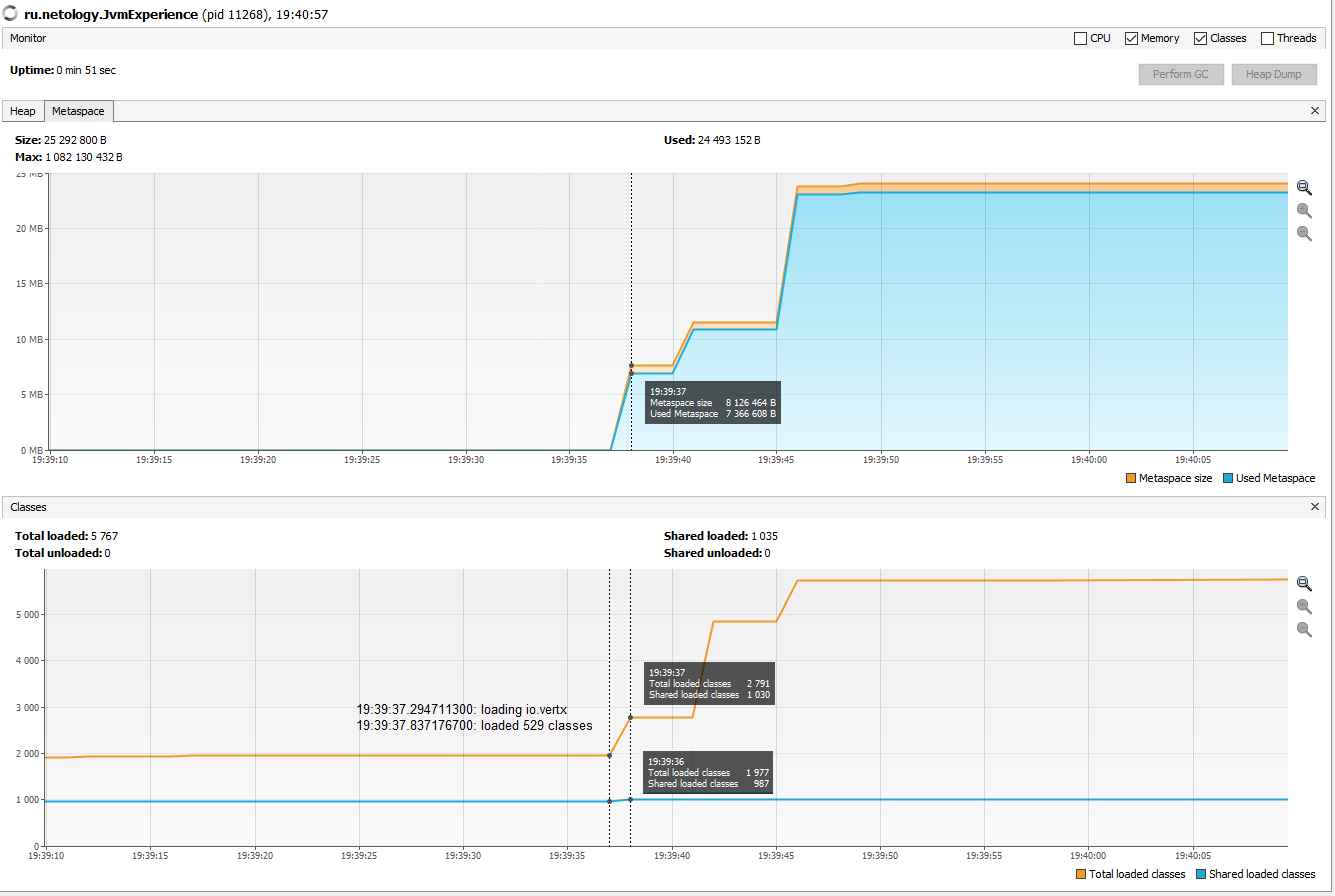 ru.netology.JvmExperience (pid 11268), 19:40:57
Monitor
CPU Memory Classes Threads
Uptime: 0 min 51 sec
Perform GC Heap Dump
Heap Metaspace
Size: 25 292 800 B
Used: 24 493 152 B
Max: 1 082 130 432 B
25 MB
20 MB
15 MB
10 MB
5 MB
0 MB
19:39:37
Metaspace size 8 126 464 B
Used Metaspace 7 366 608 B
19:39:10 19:39:15 19:39:20 19:39:25 19:39:30 19:39:35 19:39:40 19:39:45 19:39:50 19:39:55 19:40:00 19:40:05
Metaspace size Used Metaspace
Classes
Total loaded: 5 767
Shared loaded: 1 035
Total unloaded: 0
Shared unloaded: 0
5 000
4 000
3 000
2 000
1 000
0
19:39:37
Total loaded classes 2 791
Shared loaded classes 1 030
19:39:37.294711300: loading io.vertx
19:39:37.837176700: loaded 529 classes
19:39:36
Total loaded classes 1 977
Shared loaded classes 987
19:39:10 19:39:15 19:39:20 19:39:25 19:39:30 19:39:35 19:39:40 19:39:45 19:39:50 19:39:55 19:40:00 19:40:05
Total loaded classes Shared loaded classes